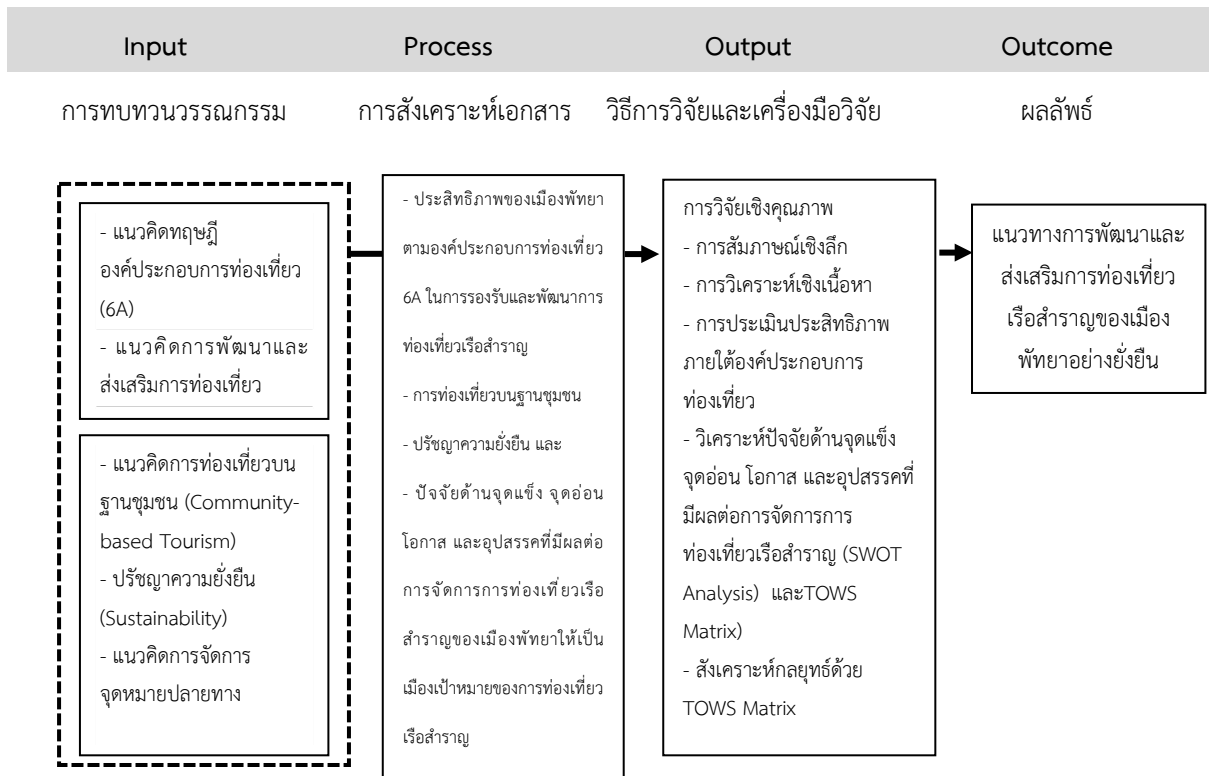 Input Process Output Outcome
การทบทวนวรรณกรรม การสังเคราะห์เอกสาร วิธีการวิจัยและเครื่องมือวิจัย ผลลัพธ์
- แนวคิดทฤษฎี
องค์ประกอบการท่องเที่ยว
(6A)
- แนวคิดการพัฒนาและ
ส่งเสริมการท่องเที่ยว
- แนวคิดการท่องเที่ยวบน
ฐานชุมชน (Community-
based Tourism)
- ปรัชญาความยั่งยืน
(Sustainability)
- แนวคิดการจัดการ
จุดหมายปลายทาง
- ประสิทธิภาพของเมืองพัทยา
ตามองค์ประกอบการท่องเที่ยว
6A ในการรองรับและพัฒนาการ
ท่องเที่ยวเรือสำราญ
- การท่องเที่ยวบนฐานชุมชน
- ปรัชญาความยั่งยืน และ
- ปัจจัยด้านจุดแข็ง จุดอ่อน
โอกาส และอุปสรรคที่มีผลต่อ
การจัดการการท่องเที่ยวเรือ
สำราญของเมืองพัทยาให้เป็น
เมืองเป้าหมายของการท่องเที่ยว
เรือสำราญ
การวิจัยเชิงคุณภาพ
- การสัมภาษณ์เชิงลึก
- การวิเคราะห์เชิงเนื้อหา
- การประเมินประสิทธิภาพ
ภายใต้องค์ประกอบการ
ท่องเที่ยว
- วิเคราะห์ปัจจัยด้านจุดแข็ง
จุดอ่อน โอกาส และอุปสรรคที่
มีผลต่อการจัดการการ
ท่องเที่ยวเรือสำราญ (SWOT
Analysis) และTOWS
Matrix)
- สังเคราะห์กลยุทธ์ด้วย
TOWS Matrix
แนวทางการพัฒนาและ
ส่งเสริมการท่องเที่ยว
เรือสำราญของเมือง
พัทยาอย่างยั่งยืน